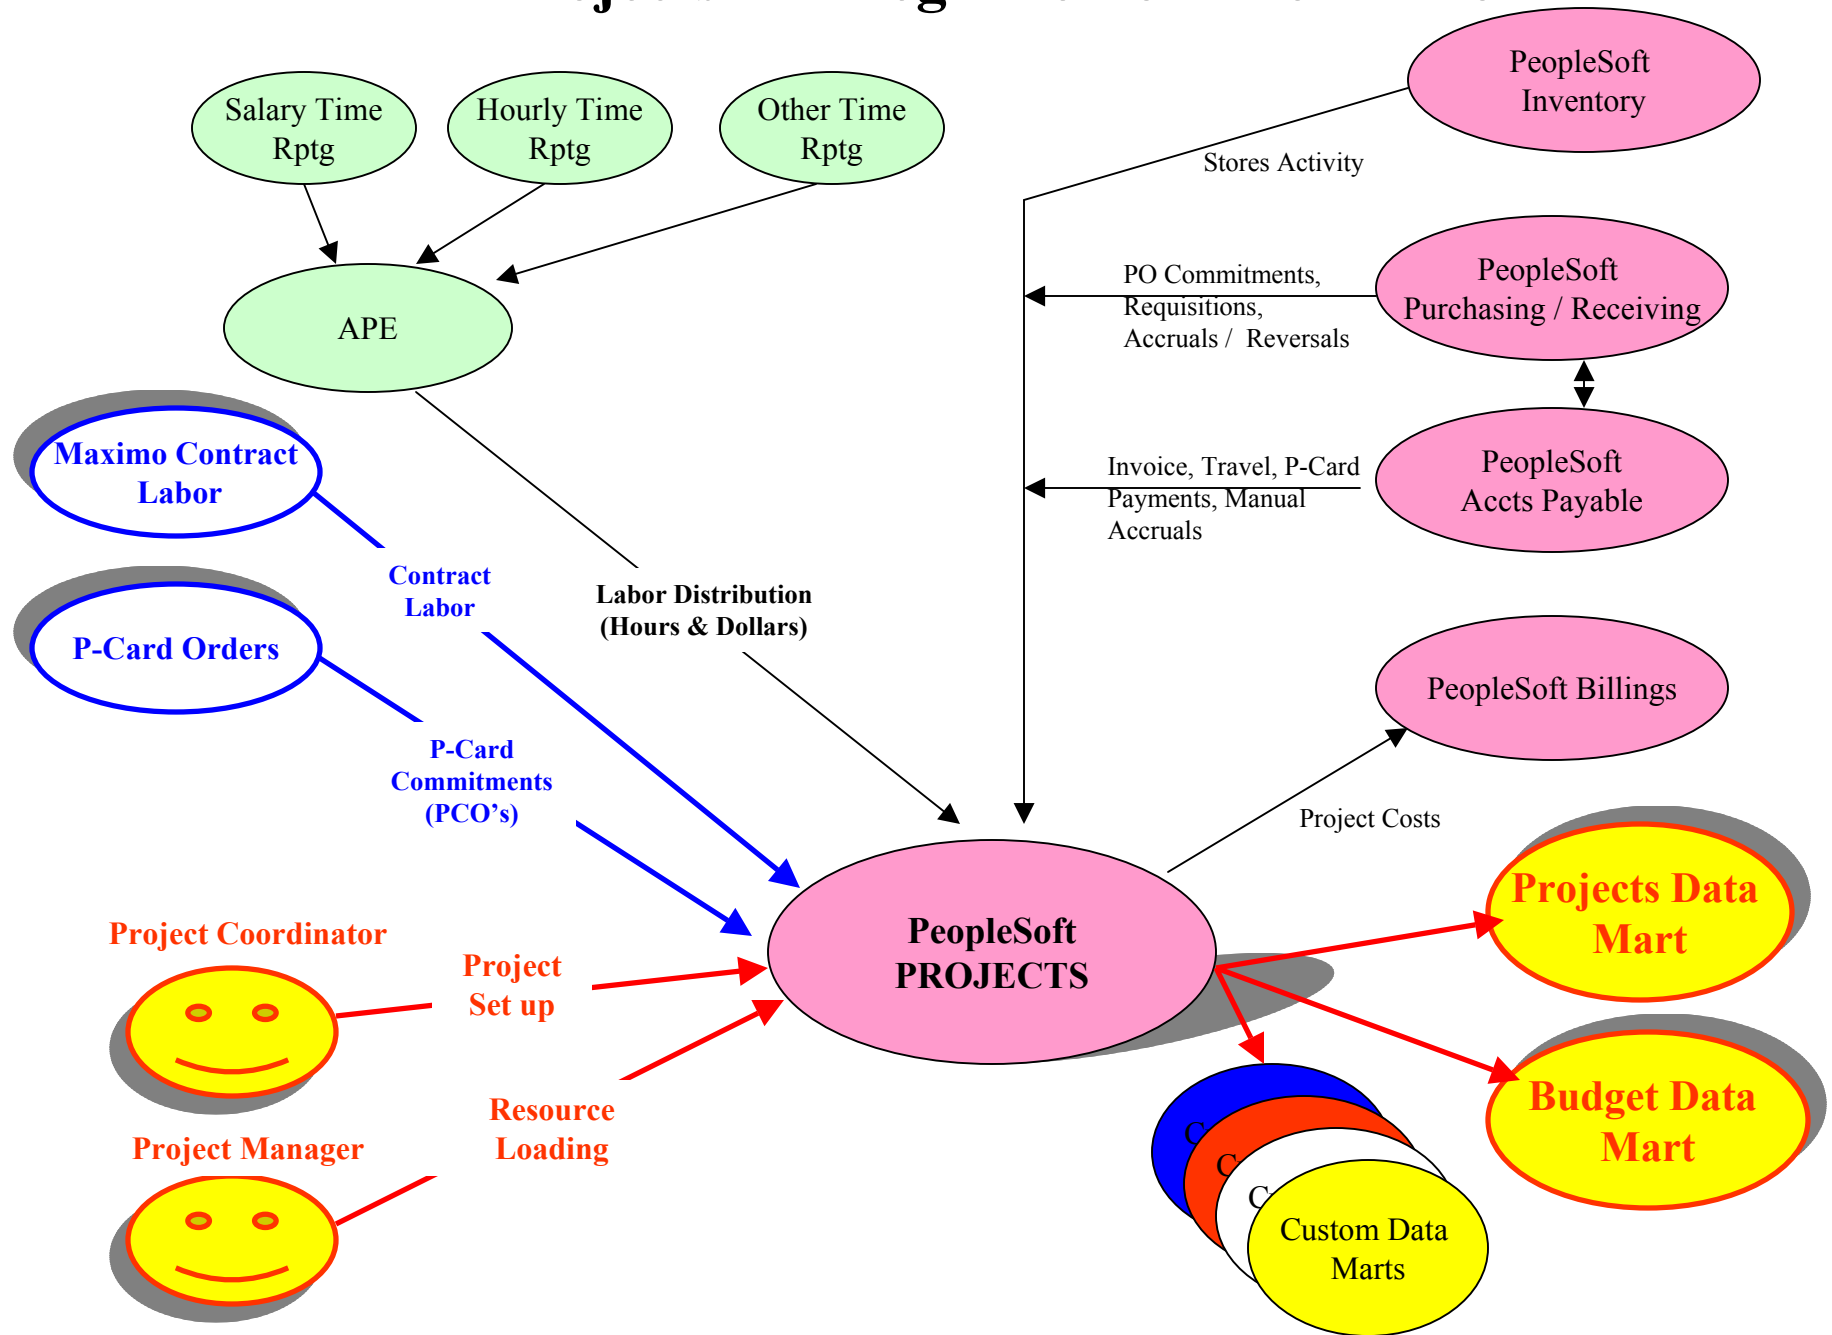 PeopleSoft
Inventory
Salary Time
Rptg
Hourly Time
Rptg
Other Time
Rptg
Stores Activity
PO Commitments,
Requisitions,
Accruals / Reversals
PeopleSoft
Purchasing / Receiving
APE
Maximo Contract
Labor
Invoice, Travel, P-Card
Payments, Manual
Accruals
PeopleSoft
Accts Payable
Contract
Labor
Labor Distribution
(Hours & Dollars)
P-Card Orders
PeopleSoft Billings
P-Card
Commitments
(PCO’s)
Project Costs
Projects Data
Mart
PeopleSoft
PROJECTS
Project Coordinator
Project
Set up
Budget Data
Mart
Resource
Loading
Project Manager
C
C
C
Custom Data
Marts